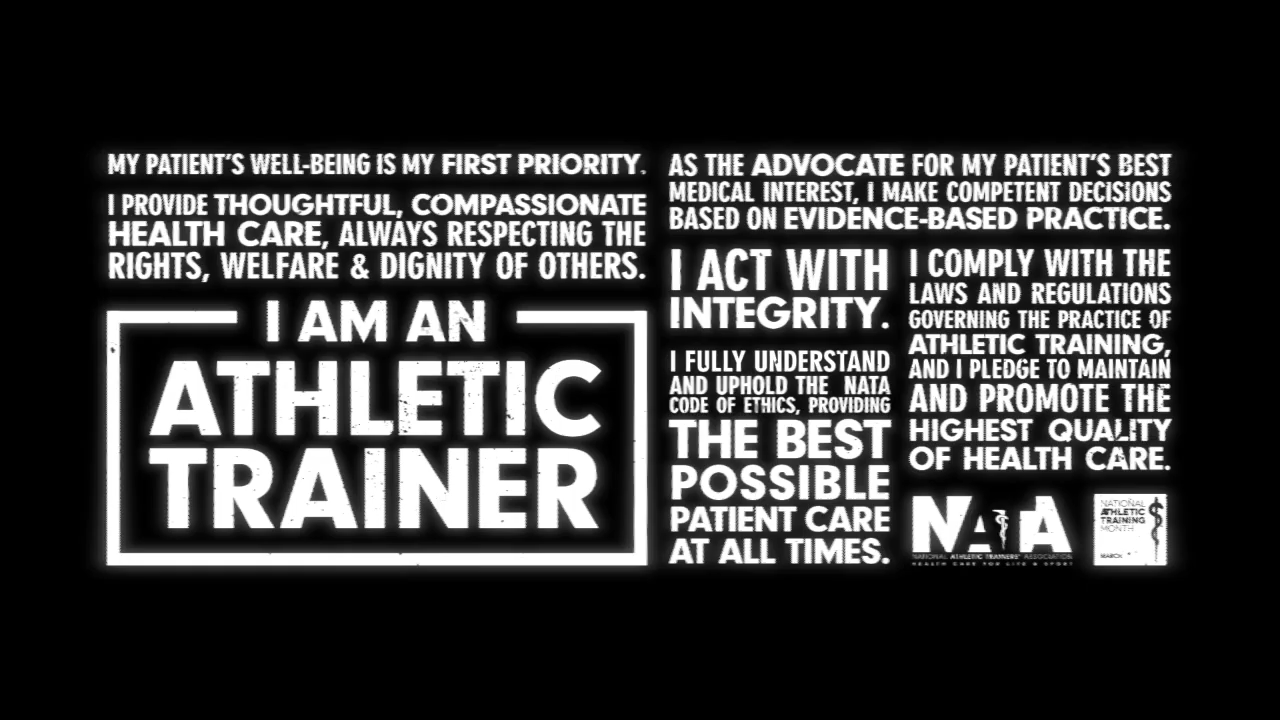 MY PATIENT'S WELL-BEING IS MY FIRST PRIORITY.
I PROVIDE THOUGHTFUL, COMPASSIONATE
HEALTH CARE, ALWAYS RESPECTING THE
RIGHTS, WELFARE & DIGNITY OF OTHERS.
I AM AN
ATHLETIC
TRAINER
AS THE ADVOCATE FOR MY PATIENT'S BEST
MEDICAL INTEREST, I MAKE COMPETENT DECISIONS
BASED ON EVIDENCE-BASED PRACTICE.
I ACT WITH
INTEGRITY.
I FULLY UNDERSTAND
AND UPHOLD THE NATA
CODE OF ETHICS, PROVIDING
THE BEST
POSSIBLE
PATIENT CARE
AT ALL TIMES.
I COMPLY WITH THE
LAWS AND REGULATIONS
GOVERNING THE PRACTICE OF
ATHLETIC TRAINING,
AND I PLEDGE TO MAINTAIN
AND PROMOTE THE
HIGHEST QUALITY
OF HEALTH CARE.
NATA
NATIONAL ATHLETIC TRAINERS' ASSOCIATION
HEALTH CARE FOR LIFE & SPORT
NATIONAL
ATHLETIC
TRAINING
MONTH
MARCH